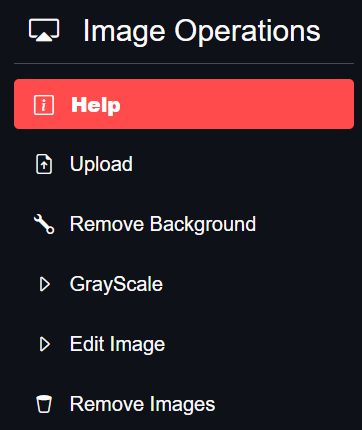 Image Operations
Help
Upload
Remove Background
GrayScale
Edit Image
Remove Images